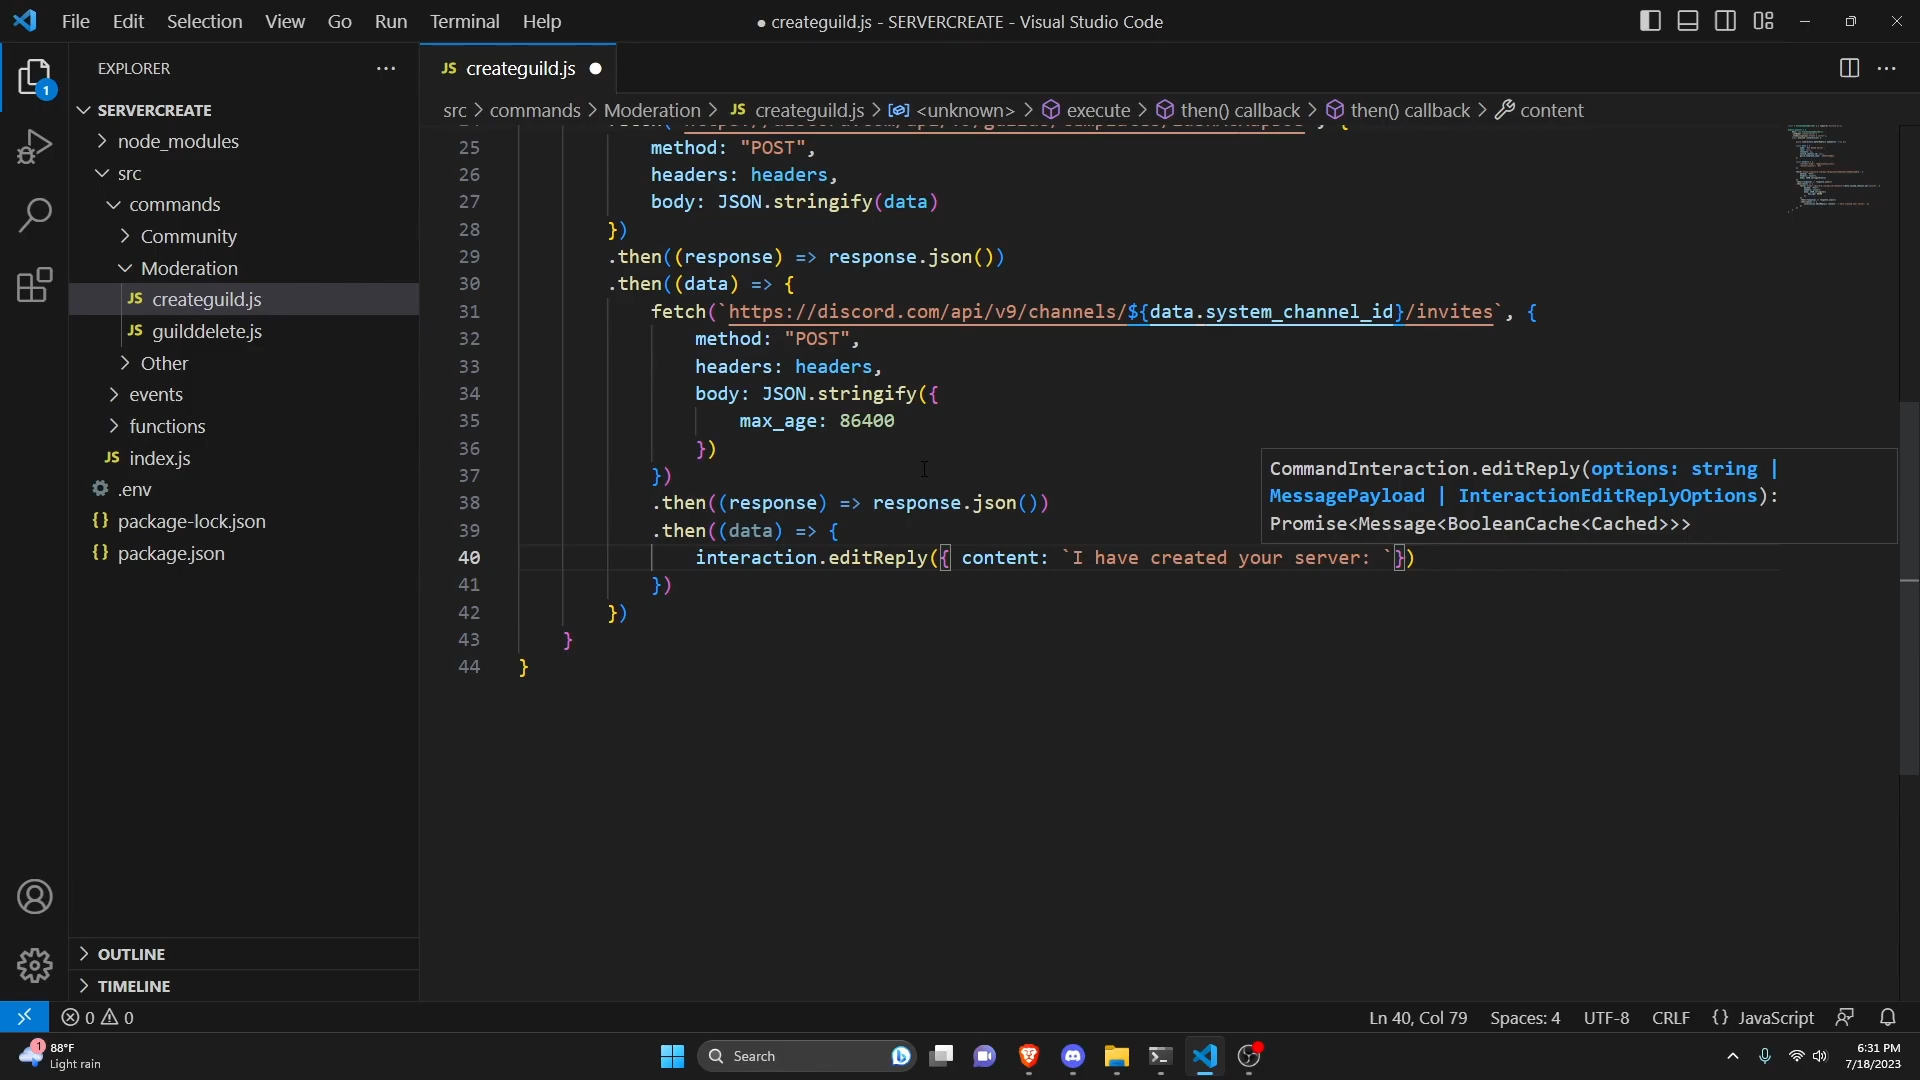 File Edit Selection View Go Run Terminal Help
● createguild.js - SERVERCREATE - Visual Studio Code
EXPLORER
SERVERCREATE
node_modules
src
commands
Community
Moderation
JS createguild.js
JS guilddelete.js
Other
events
functions
JS index.js
.env
{} package-lock.json
{} package.json
OUTLINE
TIMELINE
1
JS createguild.js
src > commands > Moderation > JS createguild.js > <unknown> > execute > then() callback > then() callback > content
25 method: "POST",
26 headers: headers,
27 body: JSON.stringify(data)
28 })
29 .then((response) => response.json())
30 .then((data) => {
31 fetch(`https://discord.com/api/v9/channels/${data.system_channel_id}/invites`, {
32 method: "POST",
33 headers: headers,
34 body: JSON.stringify({
35 max_age: 86400
36 })
37 })
38 .then((response) => response.json())
39 .then((data) => {
40 interaction.editReply({ content: `I have created your server: `})
41 })
42 })
43 }
44 }
CommandInteraction.editReply(options: string |
MessagePayload | InteractionEditReplyOptions):
Promise<Message<BooleanCache<Cached>>>
0 0
Ln 40, Col 79 Spaces: 4 UTF-8 CRLF {} JavaScript
1
88°F
Light rain
Search
6:31 PM
7/18/2023